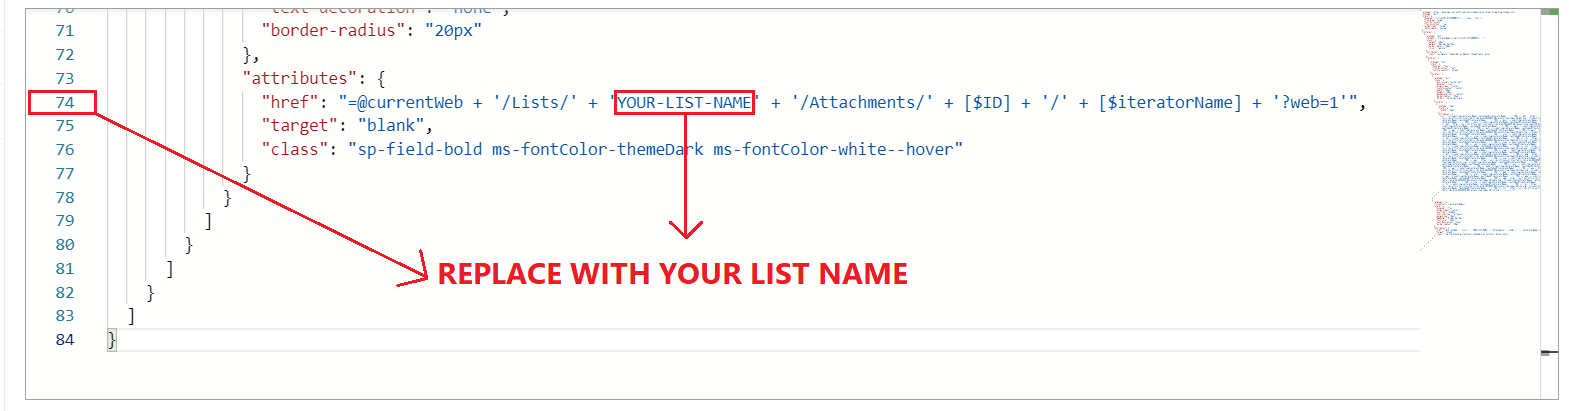 70 "text-decoration": "none",
71 "border-radius": "20px"
72 },
73 "attributes": {
74 "href": "=@currentWeb + '/Lists/' + 'YOUR-LIST-NAME' + '/Attachments/' + [$ID] + '/' + [$iteratorName] + '?web=1'",
75 "target": "blank",
76 "class": "sp-field-bold ms-fontColor-themeDark ms-fontColor-white--hover"
77 }
78 }
79 ]
80 }
81 ]
REPLACE WITH YOUR LIST NAME
82 }
83 ]
84 }